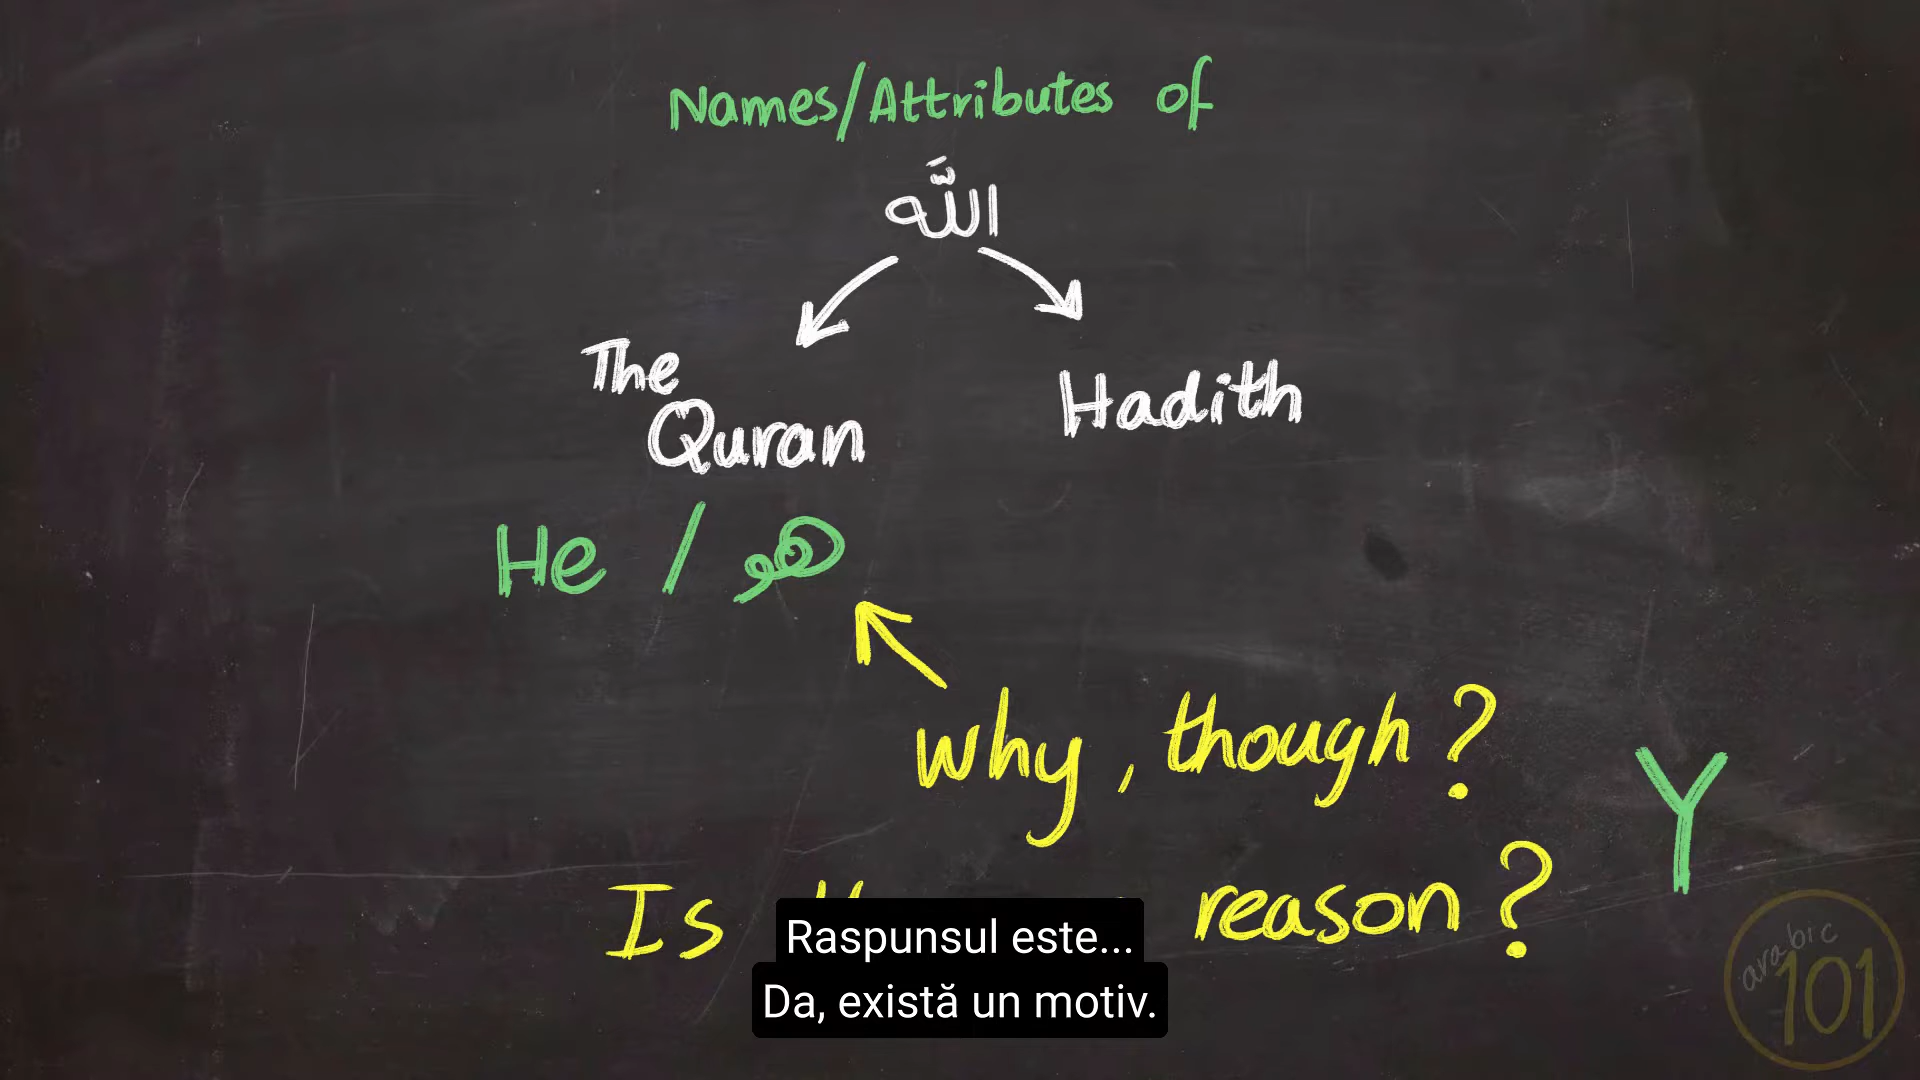 Names/Attributes of
اللَّه
The
Quran
Hadith
He / هو
why, though?
Y
Is reason?
Raspunsul este...
Da, există un motiv.
arabic
101